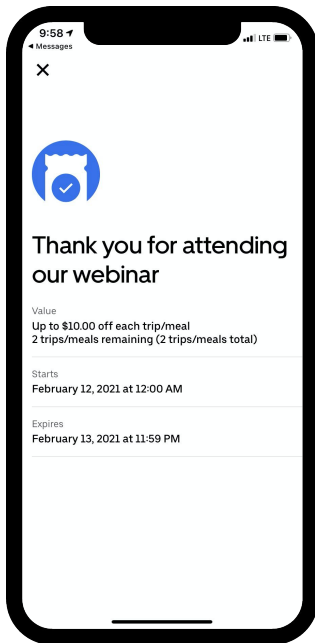 9:58
LTE
Messages
Thank you for attending
our webinar
Value
Up to $10.00 off each trip/meal
2 trips/meals remaining (2 trips/meals total)
Starts
February 12, 2021 at 12:00 AM
Expires
February 13, 2021 at 11:59 PM